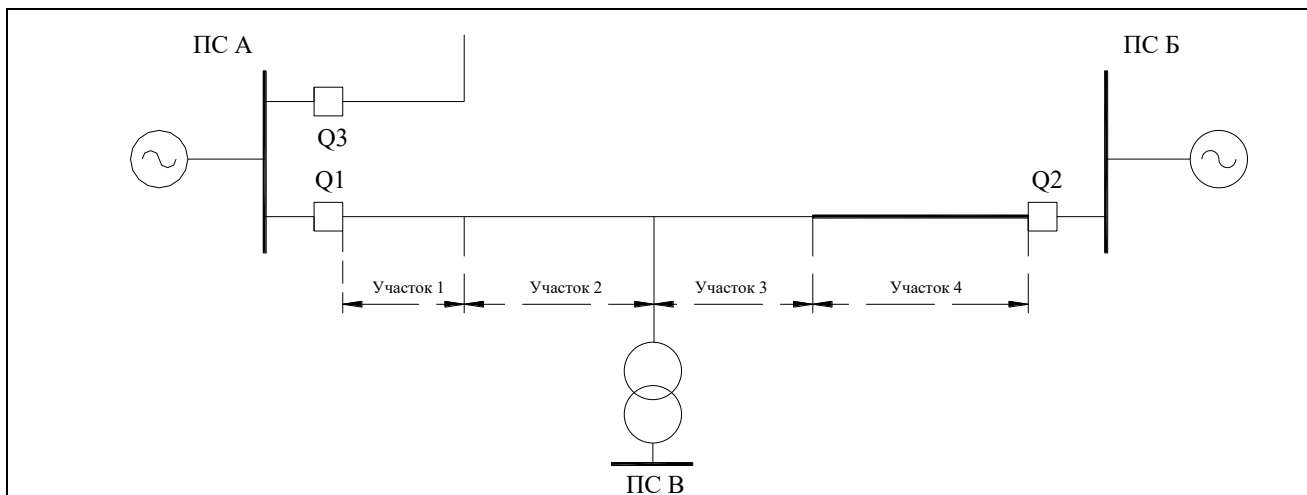 ПС А
ПС Б
Q3
Q1
Q2
Участок 1
Участок 2
Участок 3
Участок 4
ПС В